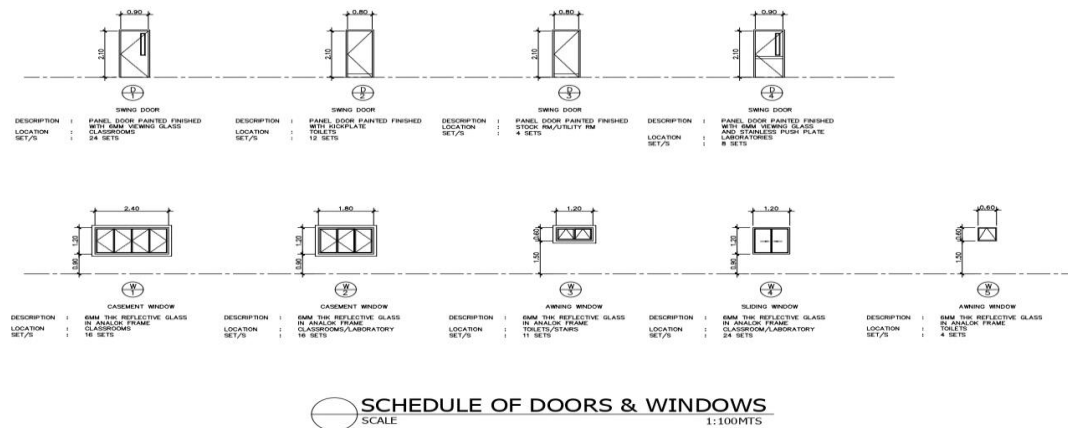 0.90
2.10
D
1
SWING DOOR
DESCRIPTION : PANEL DOOR PAINTED FINISHED
WITH 6MM VIEWING GLASS
LOCATION : CLASSROOMS
SET/S : 24 SETS
0.80
2.10
D
2
SWING DOOR
DESCRIPTION : PANEL DOOR PAINTED FINISHED
WITH KICKPLATE
LOCATION : TOILETS
SET/S : 12 SETS
0.80
2.10
D
3
SWING DOOR
DESCRIPTION : PANEL DOOR PAINTED FINISHED
LOCATION : STOCK RM/UTILITY RM
SET/S : 4 SETS
0.90
2.10
D
4
SWING DOOR
DESCRIPTION : PANEL DOOR PAINTED FINISHED
WITH 6MM VIEWING GLASS
AND STAINLESS PUSH PLATE
LOCATION : LABORATORIES
SET/S : 8 SETS
2.40
1.20
0.90
W
1
CASEMENT WINDOW
DESCRIPTION : 6MM THK REFLECTIVE GLASS
IN ANALOK FRAME
LOCATION : CLASSROOMS
SET/S : 16 SETS
1.80
1.20
0.90
W
2
CASEMENT WINDOW
DESCRIPTION : 6MM THK REFLECTIVE GLASS
IN ANALOK FRAME
LOCATION : CLASSROOMS/LABORATORY
SET/S : 16 SETS
1.20
0.60
1.50
W
3
AWNING WINDOW
DESCRIPTION : 6MM THK REFLECTIVE GLASS
IN ANALOK FRAME
LOCATION : TOILETS/STAIRS
SET/S : 11 SETS
1.20
1.20
0.90
W
4
SLIDING WINDOW
DESCRIPTION : 6MM THK REFLECTIVE GLASS
IN ANALOK FRAME
LOCATION : CLASSROOM/LABORATORY
SET/S : 24 SETS
0.60
0.60
1.50
W
5
AWNING WINDOW
DESCRIPTION : 6MM THK REFLECTIVE GLASS
IN ANALOK FRAME
LOCATION : TOILETS
SET/S : 4 SETS
SCHEDULE OF DOORS & WINDOWS
SCALE 1:100MTS